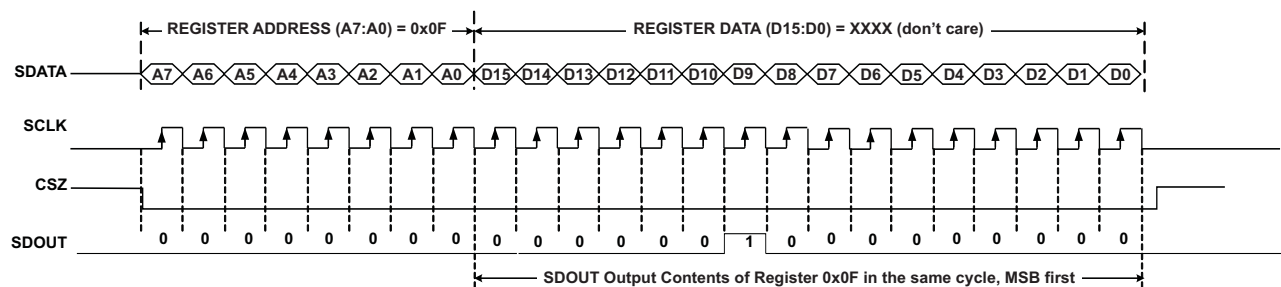 REGISTER ADDRESS (A7:A0) = 0x0F REGISTER DATA (D15:D0) = XXXX (don't care)
SDATA A7 A6 A5 A4 A3 A2 A1 A0 D15 D14 D13 D12 D11 D10 D9 D8 D7 D6 D5 D4 D3 D2 D1 D0
SCLK
CSZ
SDOUT 0 0 0 0 0 0 0 0 0 0 0 0 0 0 1 0 0 0 0 0 0 0 0 0
SDOUT Output Contents of Register 0x0F in the same cycle, MSB first